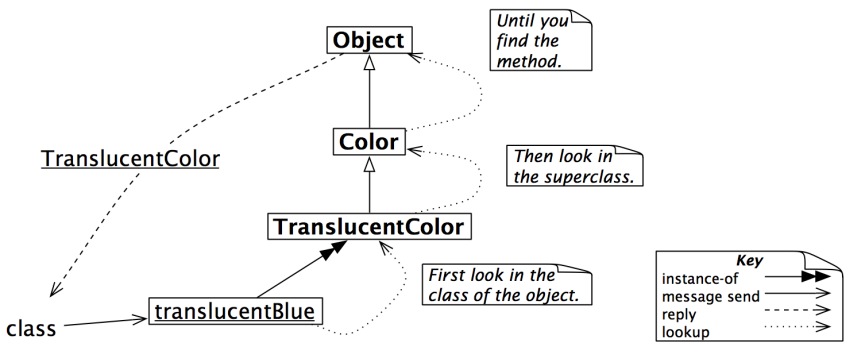 Object
Until you
find the
method.
Color
TranslucentColor
Then look in
the superclass.
TranslucentColor
First look in the
class of the object.
Key
instance-of
message send
reply
lookup
translucentBlue
class